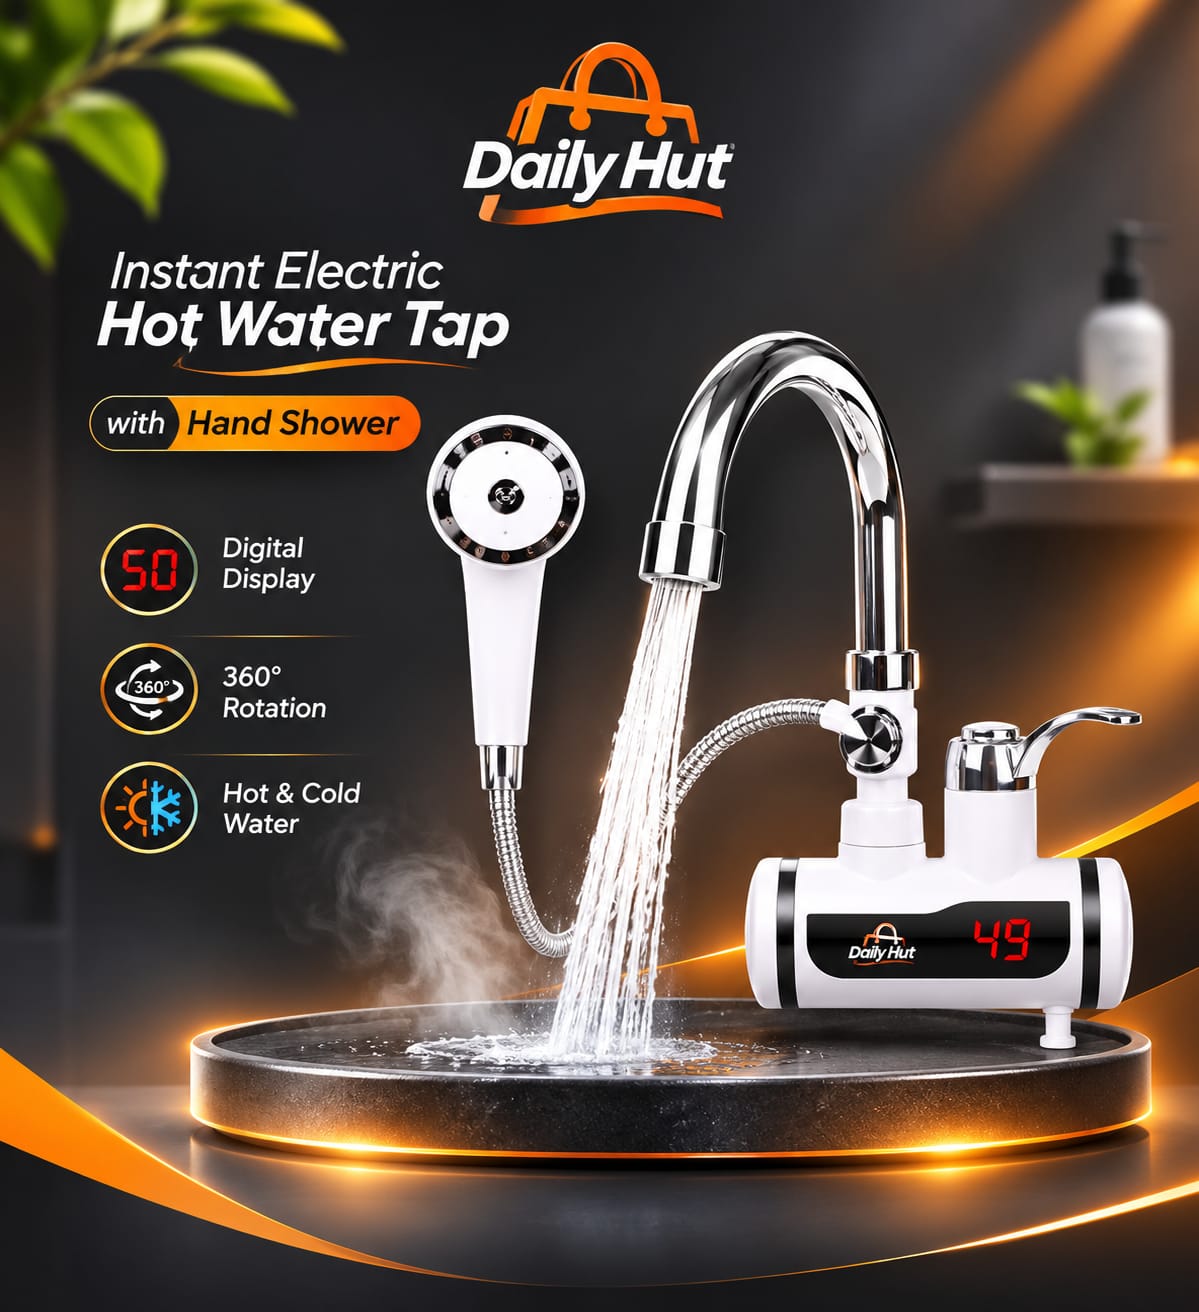 Daily Hut
Instant Electric
Hot Water Tap
with Hand Shower
50
Digital
Display
360°
360°
Rotation
Hot & Cold
Water
Daily Hut
49